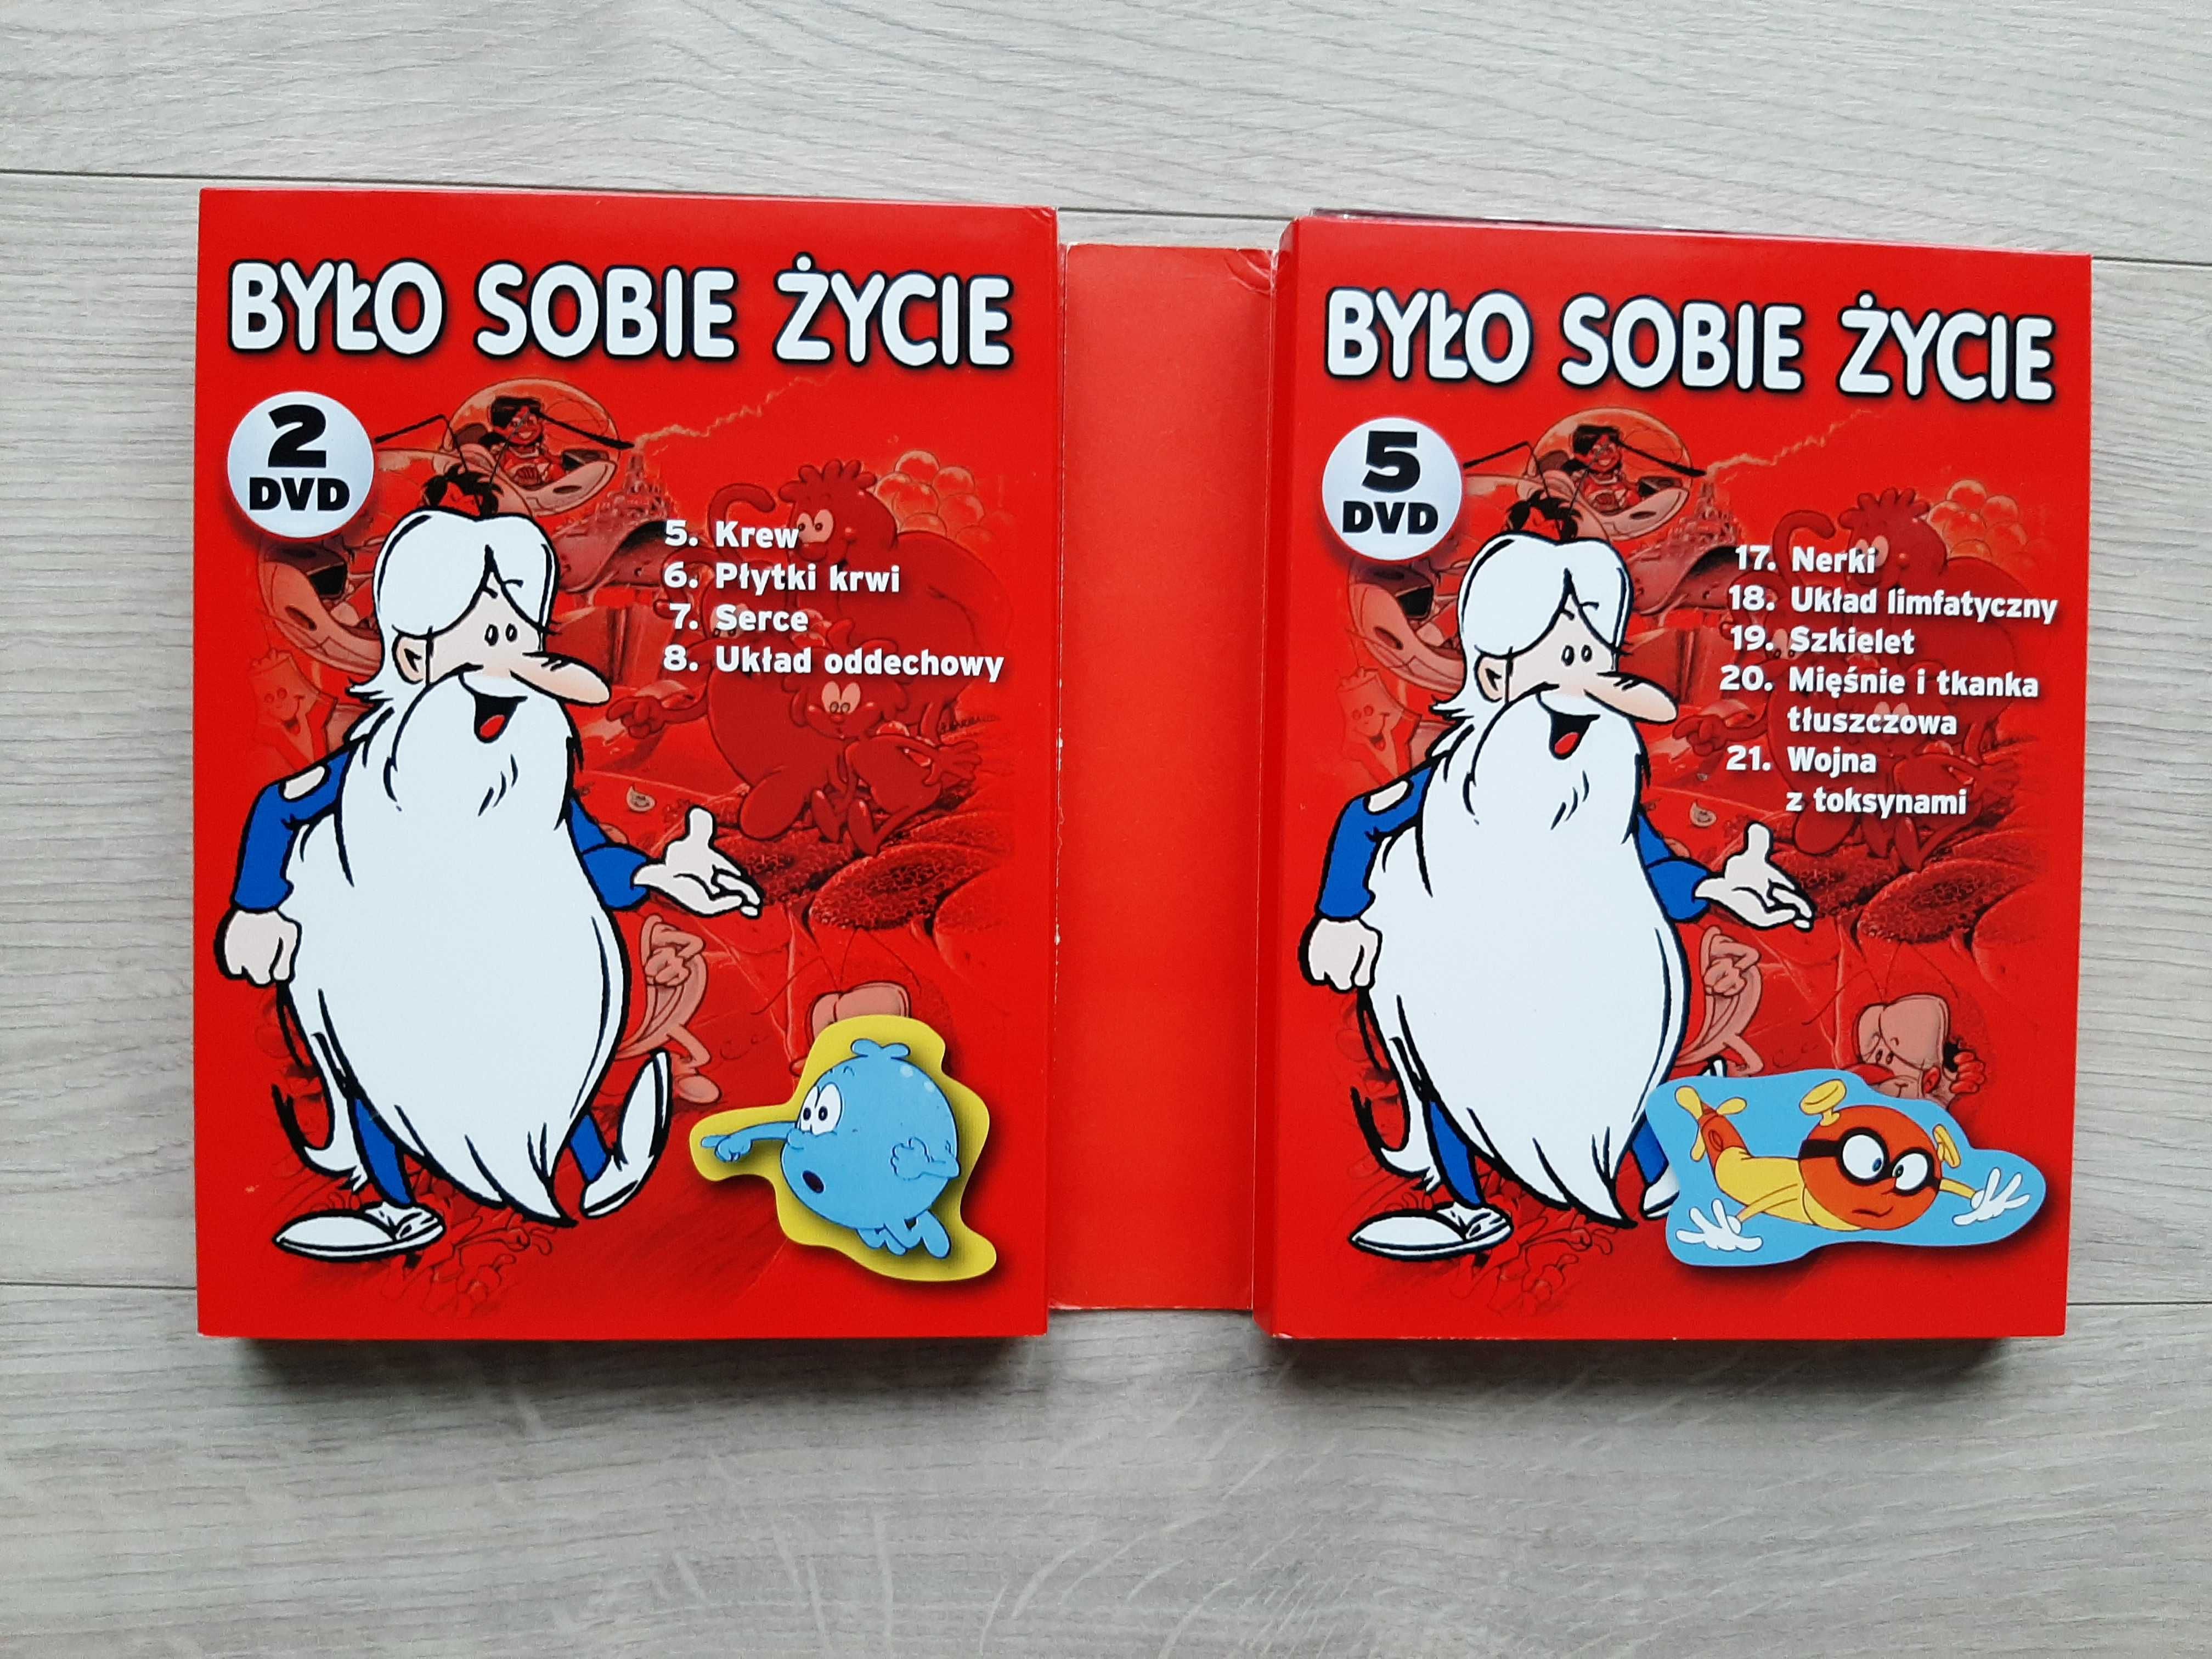 BYŁO SOBIE ŻYCIE
2
DVD
5. Krew
6. Płytki krwi
7. Serce
8. Układ oddechowy
BYŁO SOBIE ŻYCIE
5
DVD
17. Nerki
18. Układ limfatyczny
19. Szkielet
20. Mięśnie i tkanka
tłuszczowa
21. Wojna
z toksynami